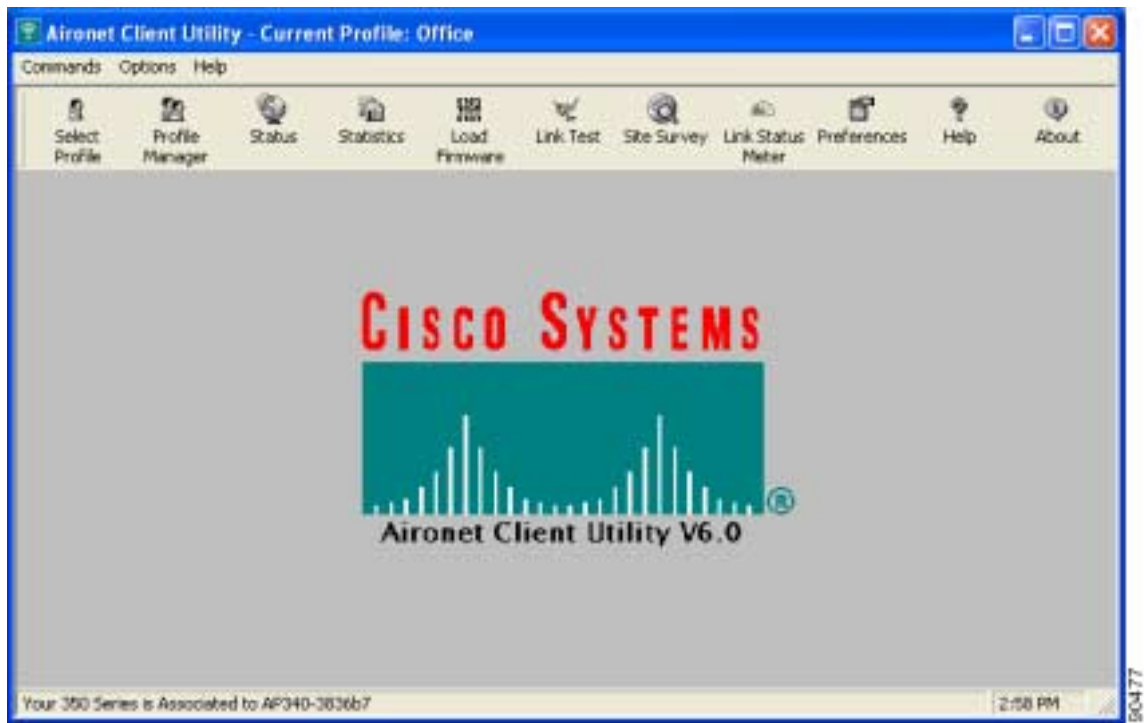 Aironet Client Utility - Current Profile: Office
Commands Options Help
Select Profile
Profile Manager
Status
Statistics
Load Firmware
Link Test
Site Survey
Link Status Meter
Preferences
Help
About
CISCO SYSTEMS
®
Aironet Client Utility V6.0
Your 350 Series is Associated to AP340-3836b7
2:58 PM
90477